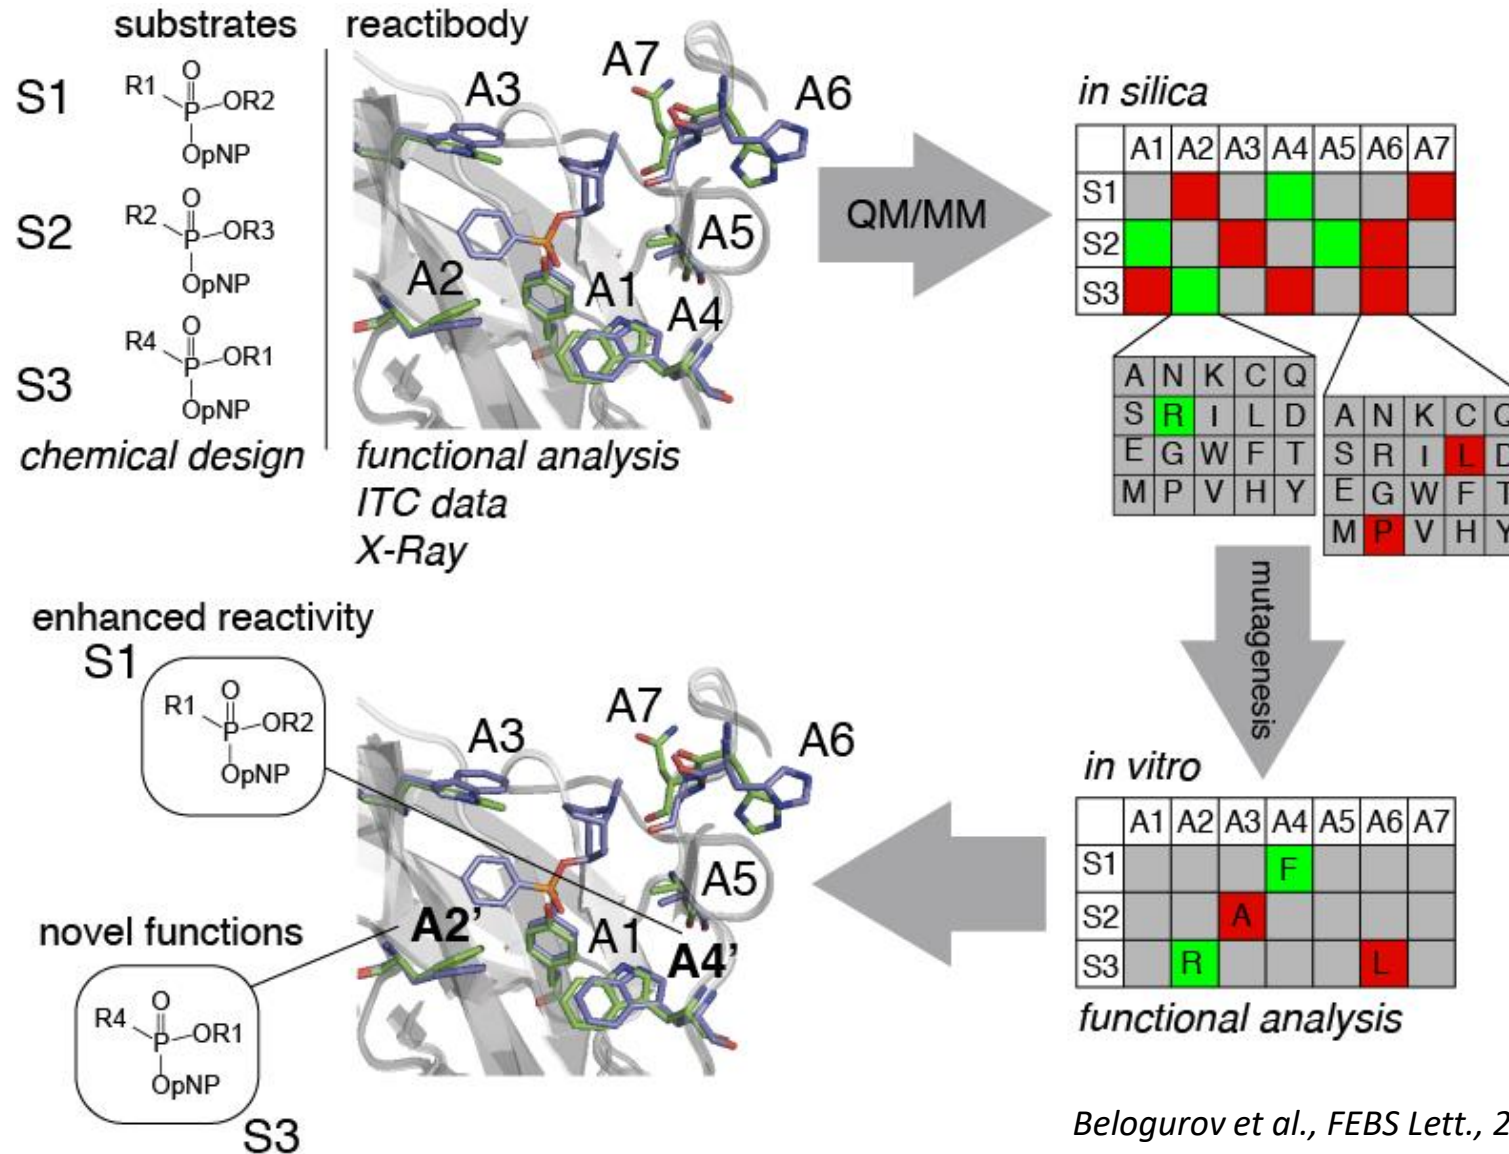 substrates
reactibody
S1
R1
O
P
OR2
OpNP
S2
R2
O
P
OR3
OpNP
S3
R4
O
P
OR1
OpNP
chemical design
A3
A7
A6
A5
A2
A1
A4
functional analysis
ITC data
X-Ray
QM/MM
in silica
A1 A2 A3 A4 A5 A6 A7
S1
S2
S3
A N K C Q
S R I L D
E G W F T
M P V H Y
A N K C Q
S R I L D
E G W F T
M P V H Y
mutagenesis
in vitro
A1 A2 A3 A4 A5 A6 A7
S1 F
S2 A
S3 R L
functional analysis
enhanced reactivity
S1
R1
O
P
OR2
OpNP
novel functions
R4
O
P
OR1
OpNP
S3
A3
A7
A6
A5
A2’
A1
A4’
Belogurov et al., FEBS Lett., 2